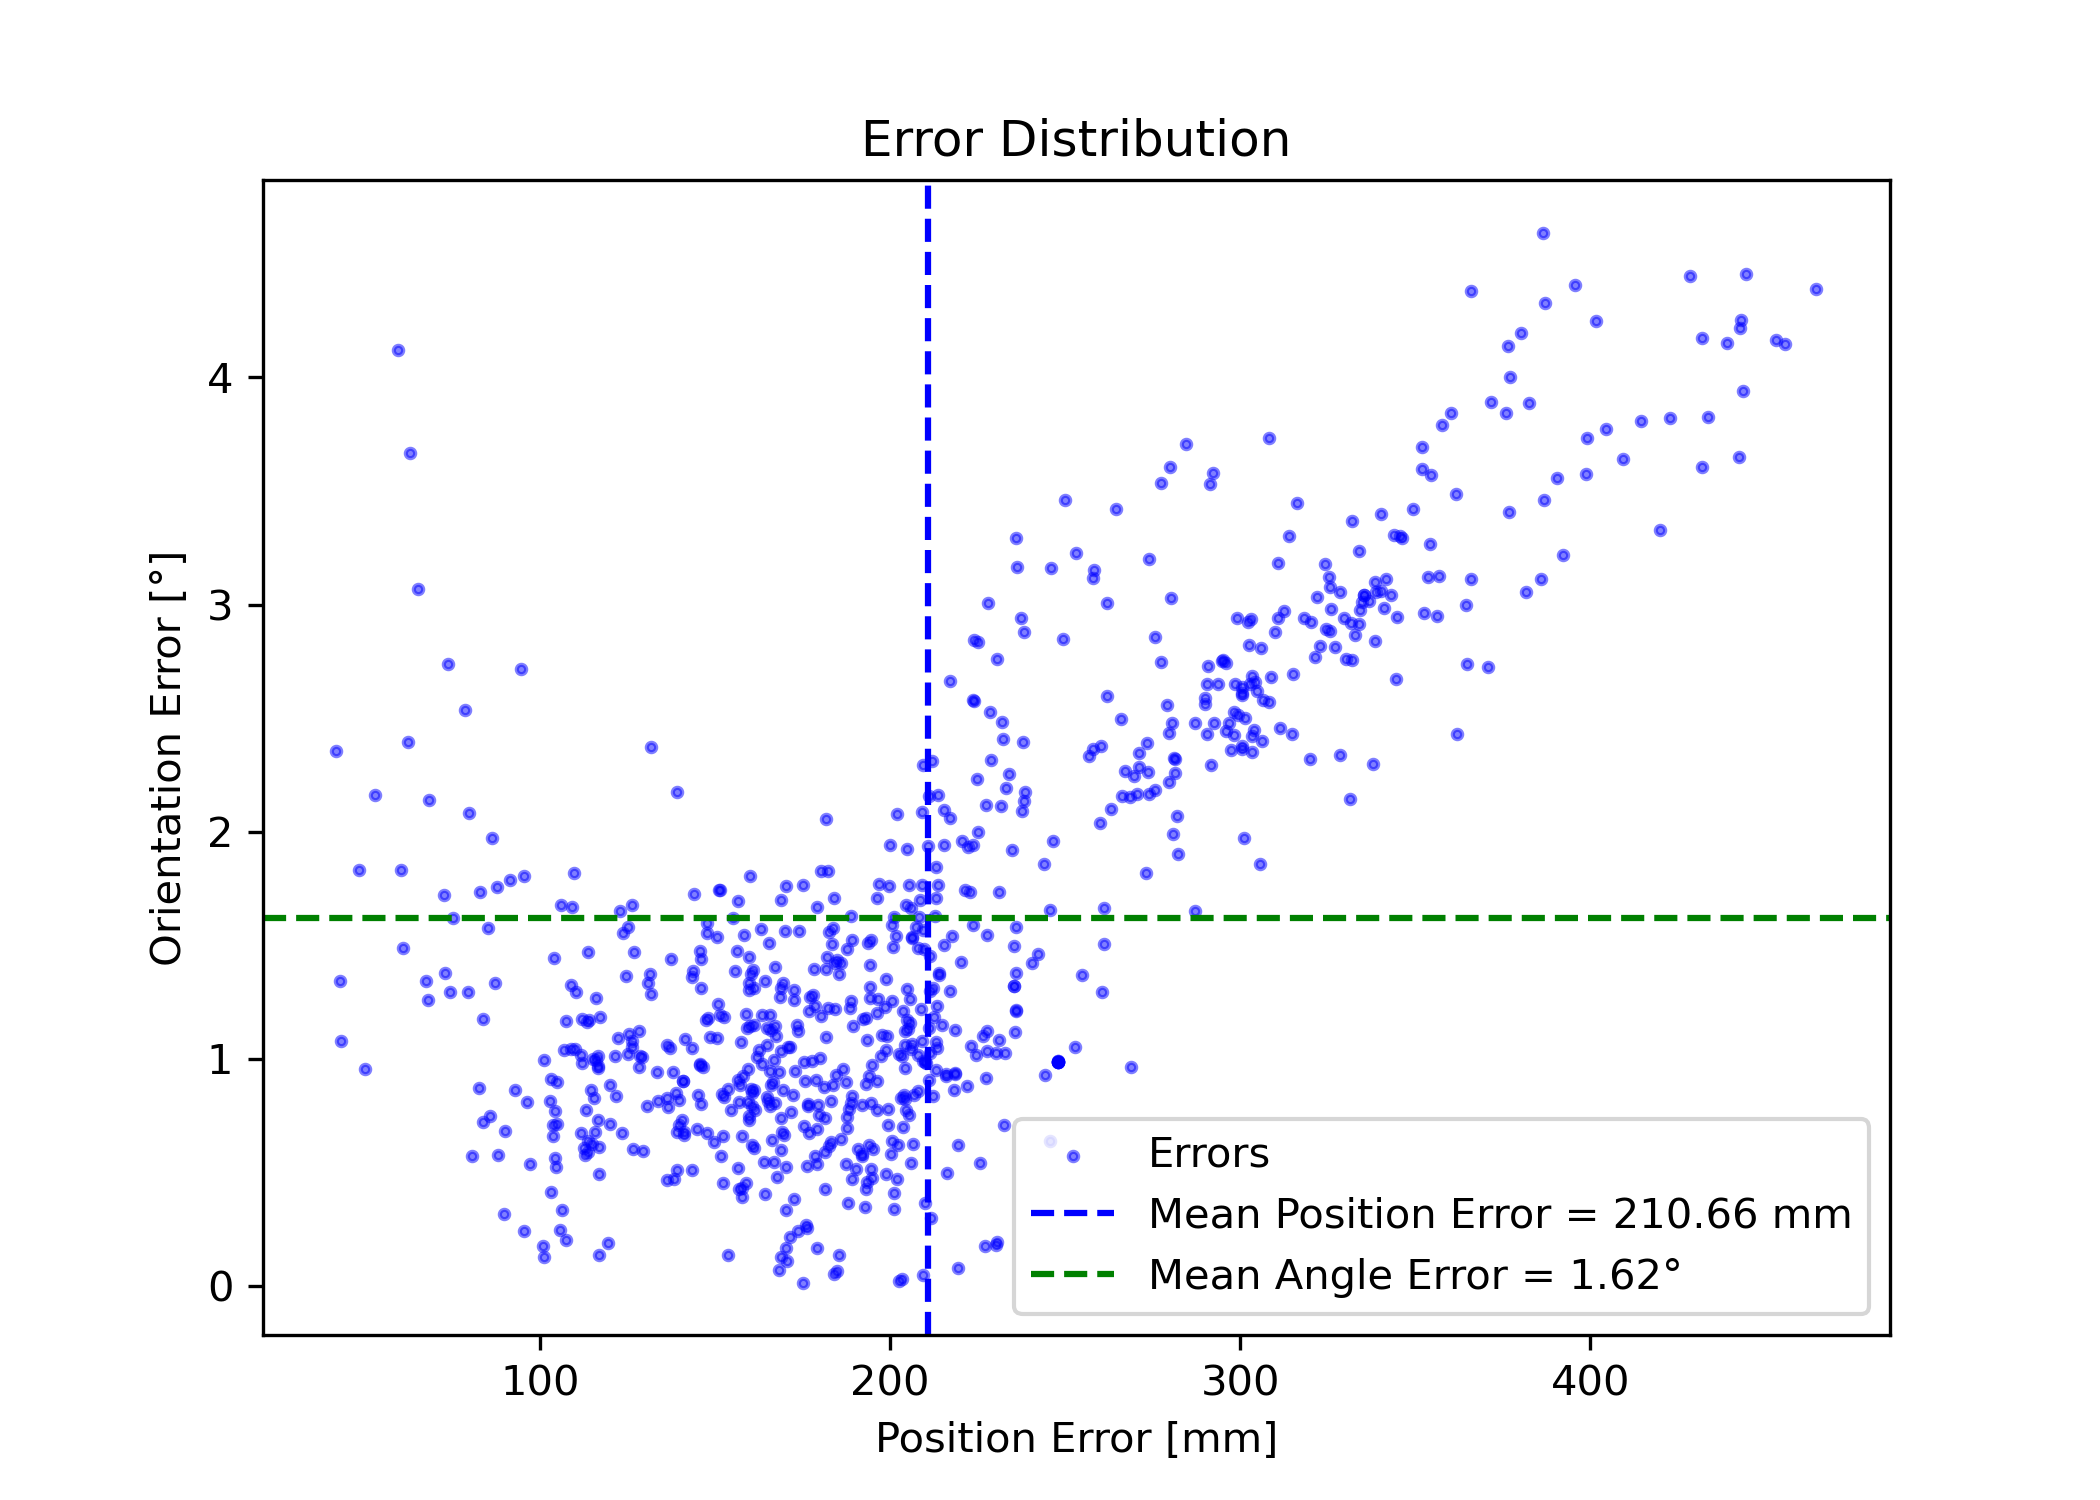 Error Distribution
Orientation Error [°]
4
3
2
1
0
Errors
Mean Position Error = 210.66 mm
Mean Angle Error = 1.62°
100
200
300
400
Position Error [mm]